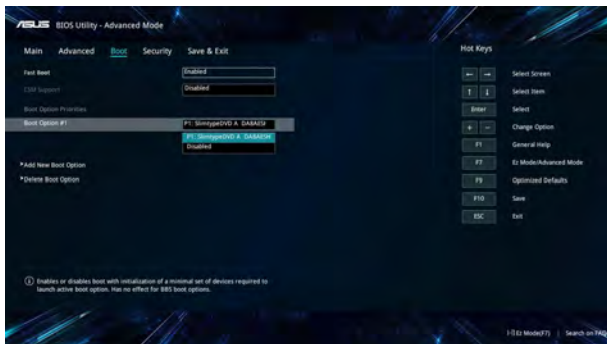 ASUS BIOS Utility - Advanced Mode
Main Advanced Boot Security Save & Exit
Hot Keys
Fast Boot Enabled
CSM Support Disabled
Boot Option Priorities
Boot Option #1 P1: SlimtypeDVD A
P1: SlimtypeDVD A
Disabled
Add New Boot Option
Delete Boot Option
← → Select Screen
↑ ↓ Select Item
Enter Select
+ - Change Option
F1 General Help
F7 Ez Mode/Advanced Mode
F9 Optimized Defaults
F10 Save
ESC Exit
Enables or disables boot with initialization of a minimal set of devices required to
launch active boot option. Has no effect for BBS boot options.
Ez Mode(F7) | Search on FAQ